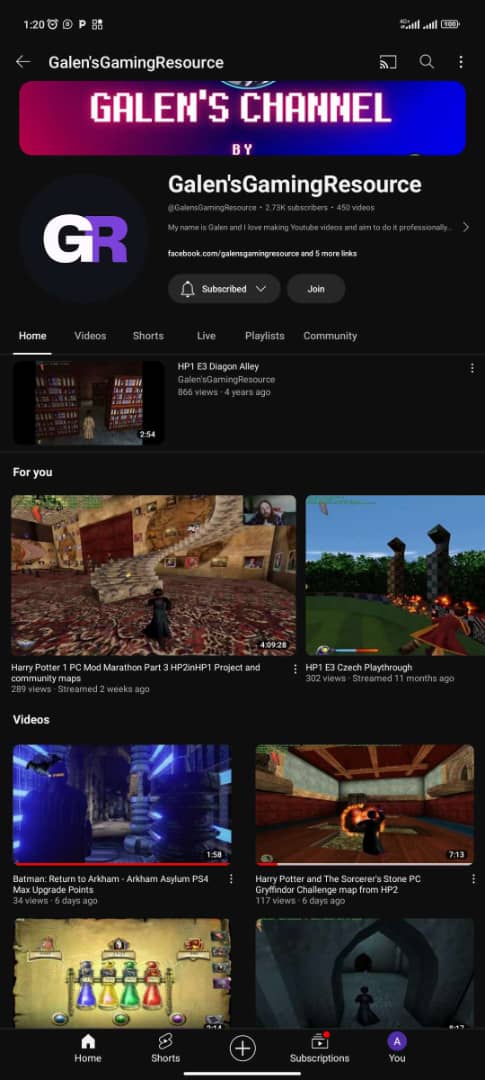 1:20
Galen'sGamingResource
GALEN'S CHANNEL
BY
GR
Galen'sGamingResource
@GalensGamingResource • 2.73K subscribers • 450 videos
My name is Galen and I love making Youtube videos and aim to do it professionally...
facebook.com/galensgamingresource and 5 more links
Subscribed
Join
Home Videos Shorts Live Playlists Community
HP1 E3 Diagon Alley
Galen'sGamingResource
866 views · 4 years ago
2:54
For you
4:09:28
Harry Potter 1 PC Mod Marathon Part 3 HP2inHP1 Project and
community maps
289 views · Streamed 2 weeks ago
HP1 E3 Czech Playthrough
302 views · Streamed 11 months ago
Videos
1:58
Batman: Return to Arkham - Arkham Asylum PS4
Max Upgrade Points
34 views · 6 days ago
7:13
Harry Potter and The Sorcerer's Stone PC
Gryffindor Challenge map from HP2
117 views · 6 days ago
Home
Shorts
Subscriptions
A
You